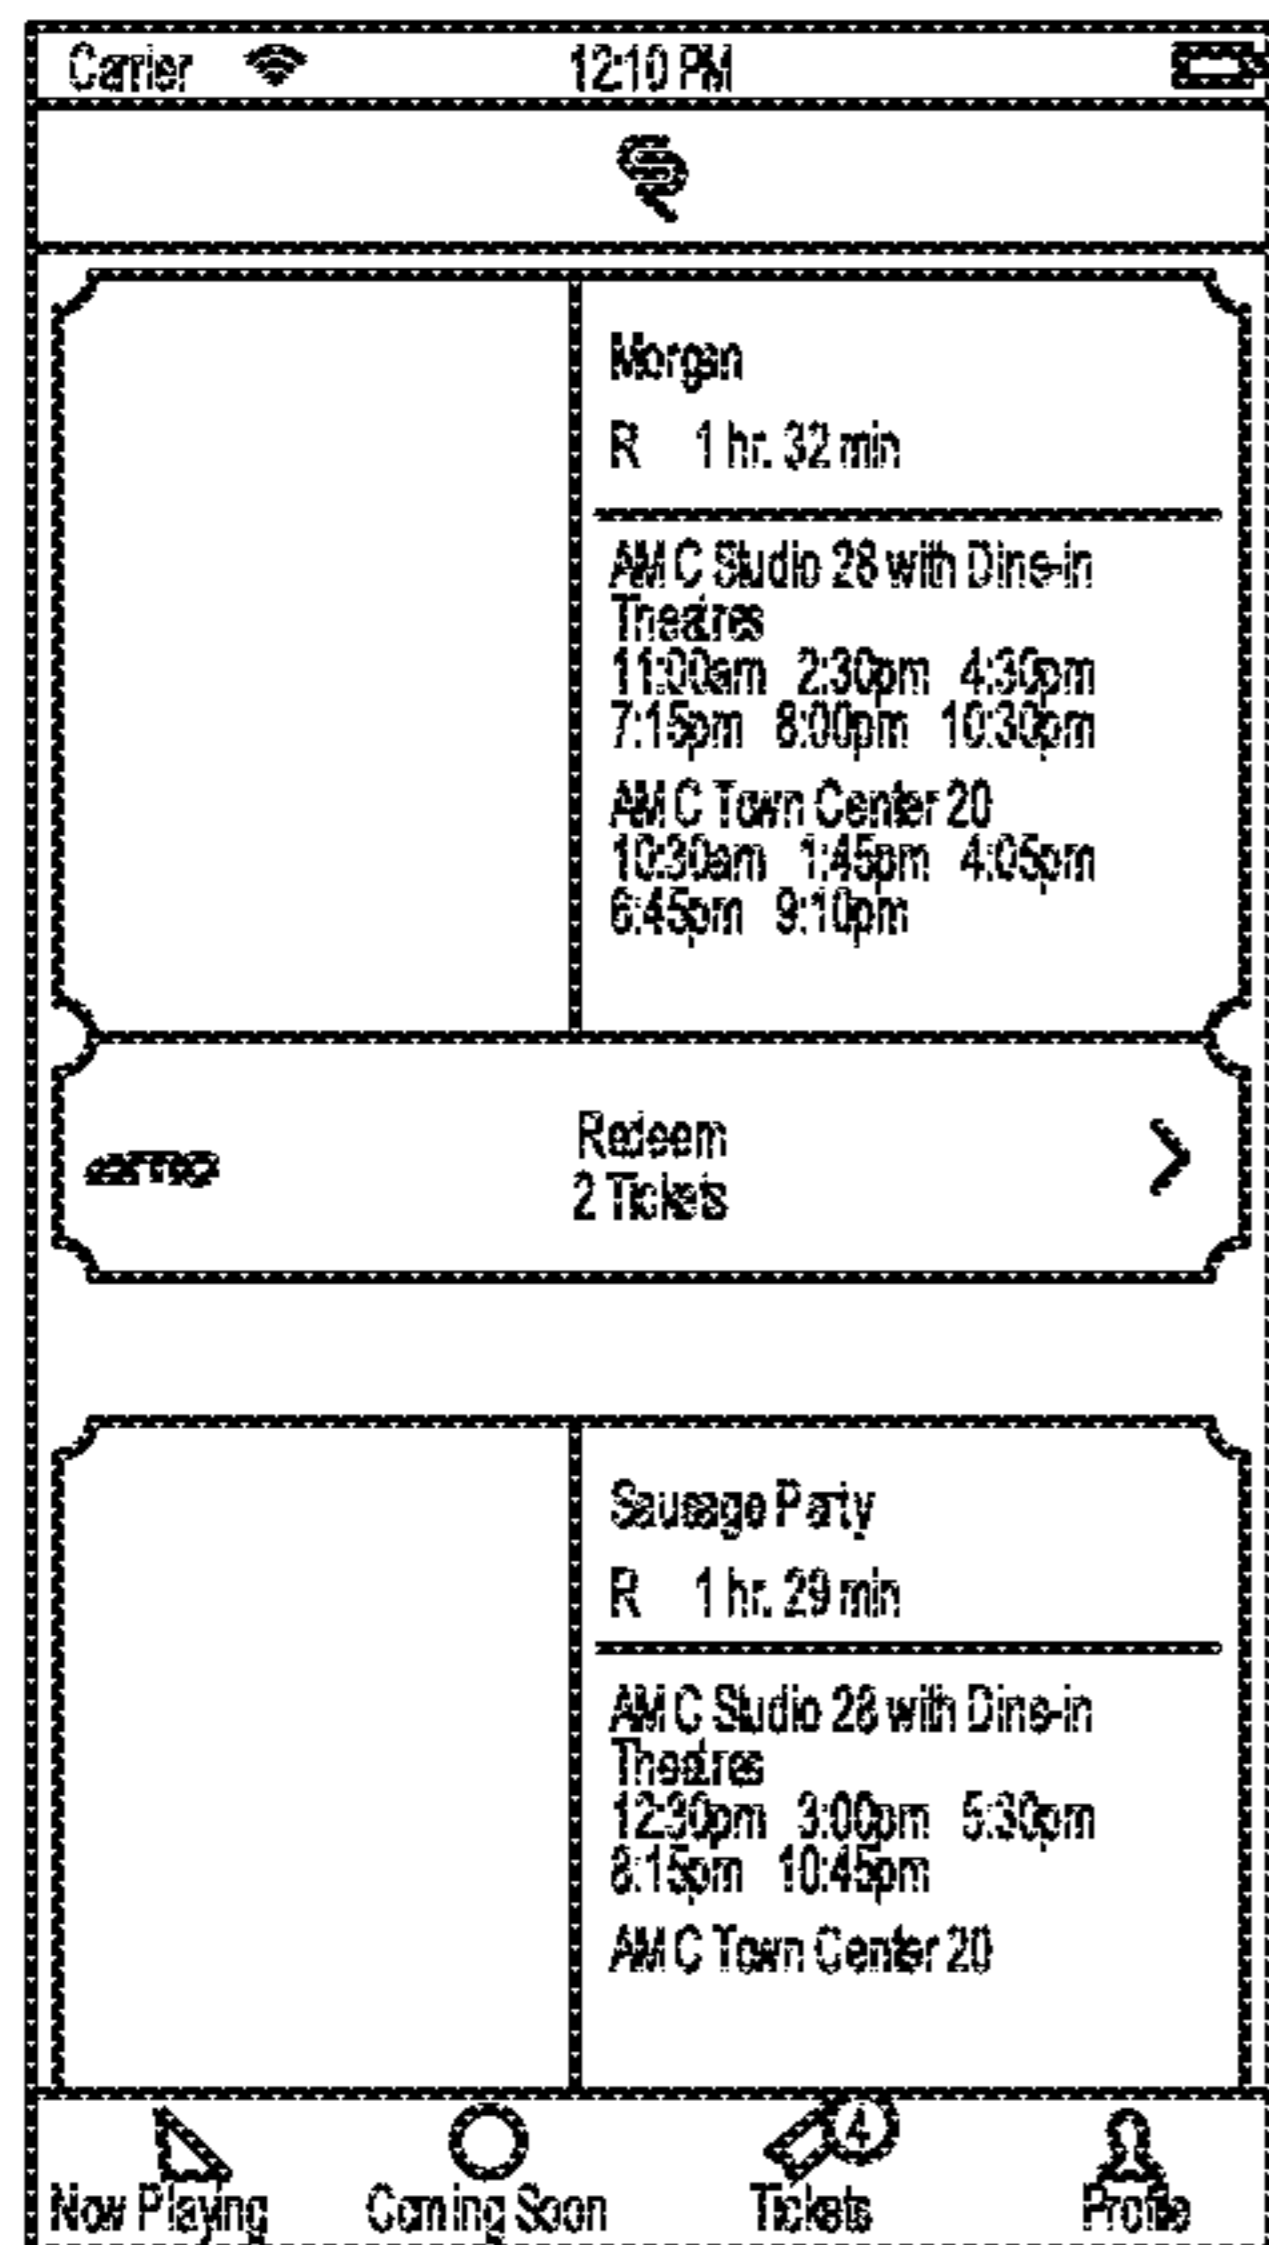 Carrier 12:10 PM
Morgan
R 1 hr. 32 min
AMC Studio 28 with Dine-in
Theatres
11:00am 2:30pm 4:30pm
7:15pm 8:00pm 10:30pm
AMC Town Center 20
10:30am 1:45pm 4:05pm
6:45pm 9:10pm
amc Redeem
2 Tickets
Sausage Party
R 1 hr. 29 min
AMC Studio 28 with Dine-in
Theatres
12:30pm 3:00pm 5:30pm
8:15pm 10:45pm
AMC Town Center 20
4
Now Playing Coming Soon Tickets Profile